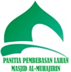 PANITIA PEMBEBASAN LAHAN
MASJID AL-MUHAJIRIN